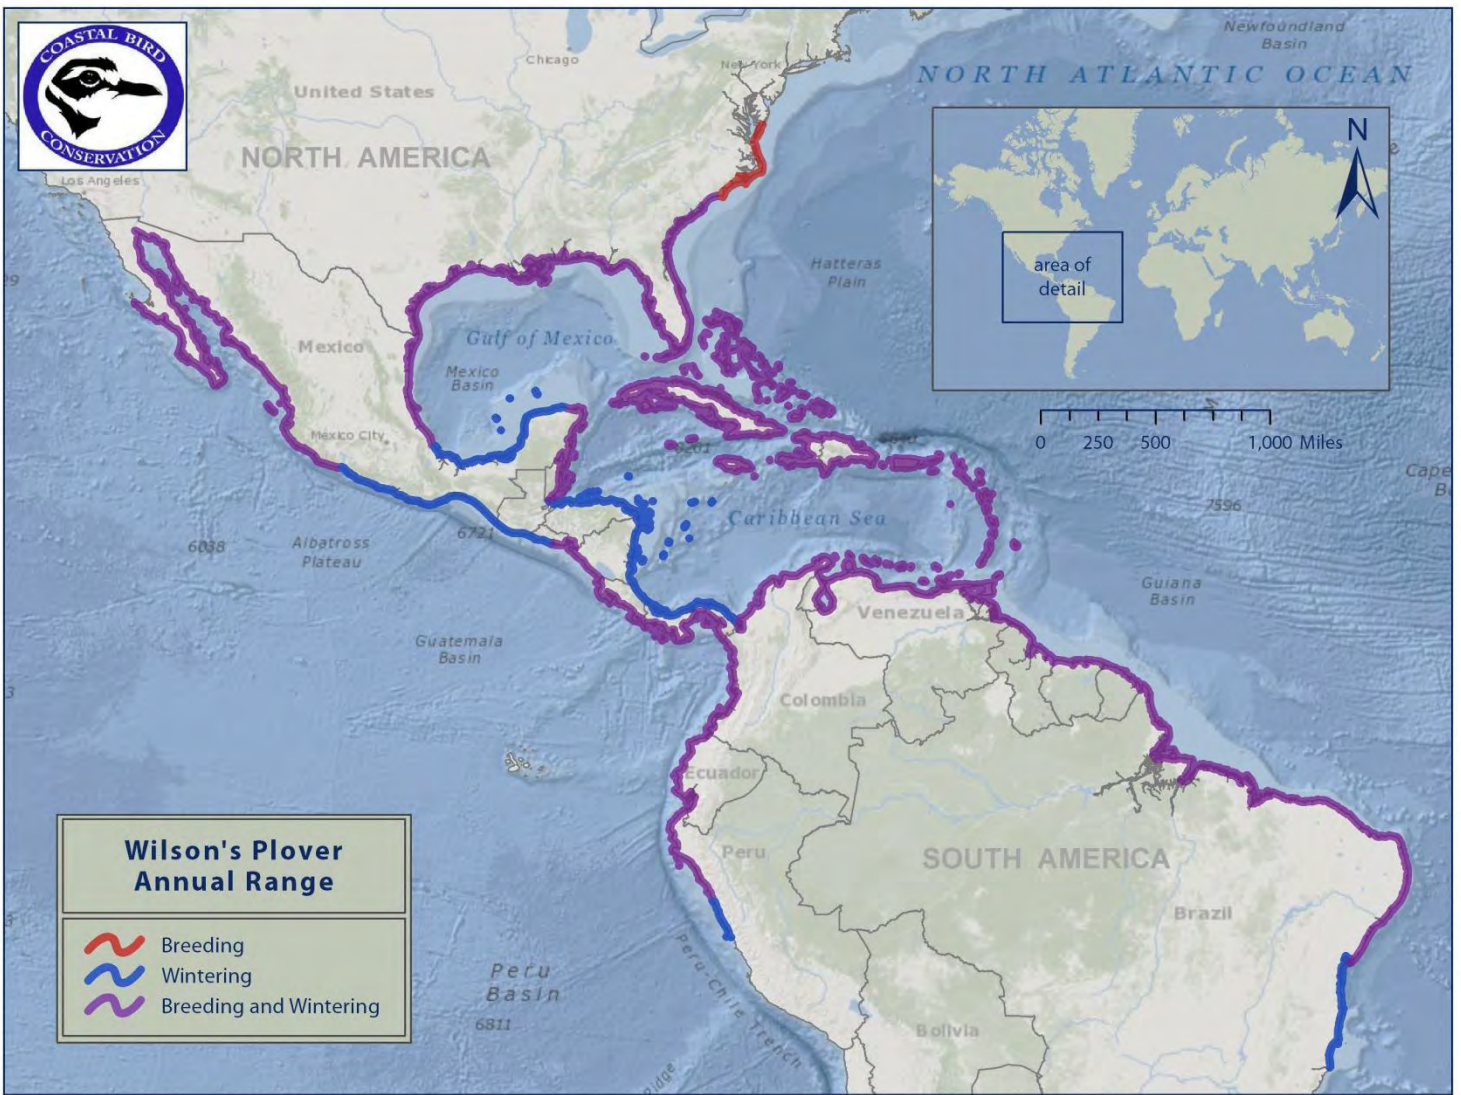 COASTAL BIRD
CONSERVATION
Newfoundland
Basin
NORTH ATLANTIC OCEAN
Chicago
New York
United States
NORTH AMERICA
Los Angeles
N
area of
detail
Hatteras
Plain
Gulf of Mexico
Mexico
Mexico
Basin
0 250 500 1,000 Miles
Mexico City
Cape
Caribbean Sea
7596
6038
Albatross
Plateau
6721
Guiana
Basin
Venezuela
Guatemala
Basin
Colombia
Ecuador
Peru
SOUTH AMERICA
Brazil
Wilson's Plover
Annual Range
Breeding
Wintering
Breeding and Wintering
Peru
Basin
6811
Peru-Chile Trench
Bolivia